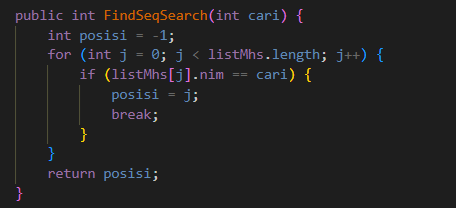 public int FindSeqSearch(int cari) {
    int posisi = -1;
    for (int j = 0; j < listMhs.length; j++) {
        if (listMhs[j].nim == cari) {
            posisi = j;
            break;
        }
    }
    return posisi;
}